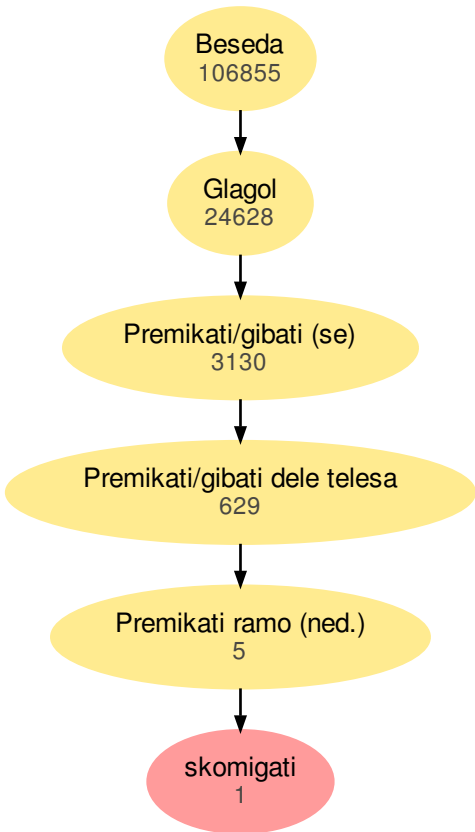 Beseda
106855
Glagol
24628
Premikati/gibati (se)
3130
Premikati/gibati dele telesa
629
Premikati ramo (ned.)
5
skomigati
1